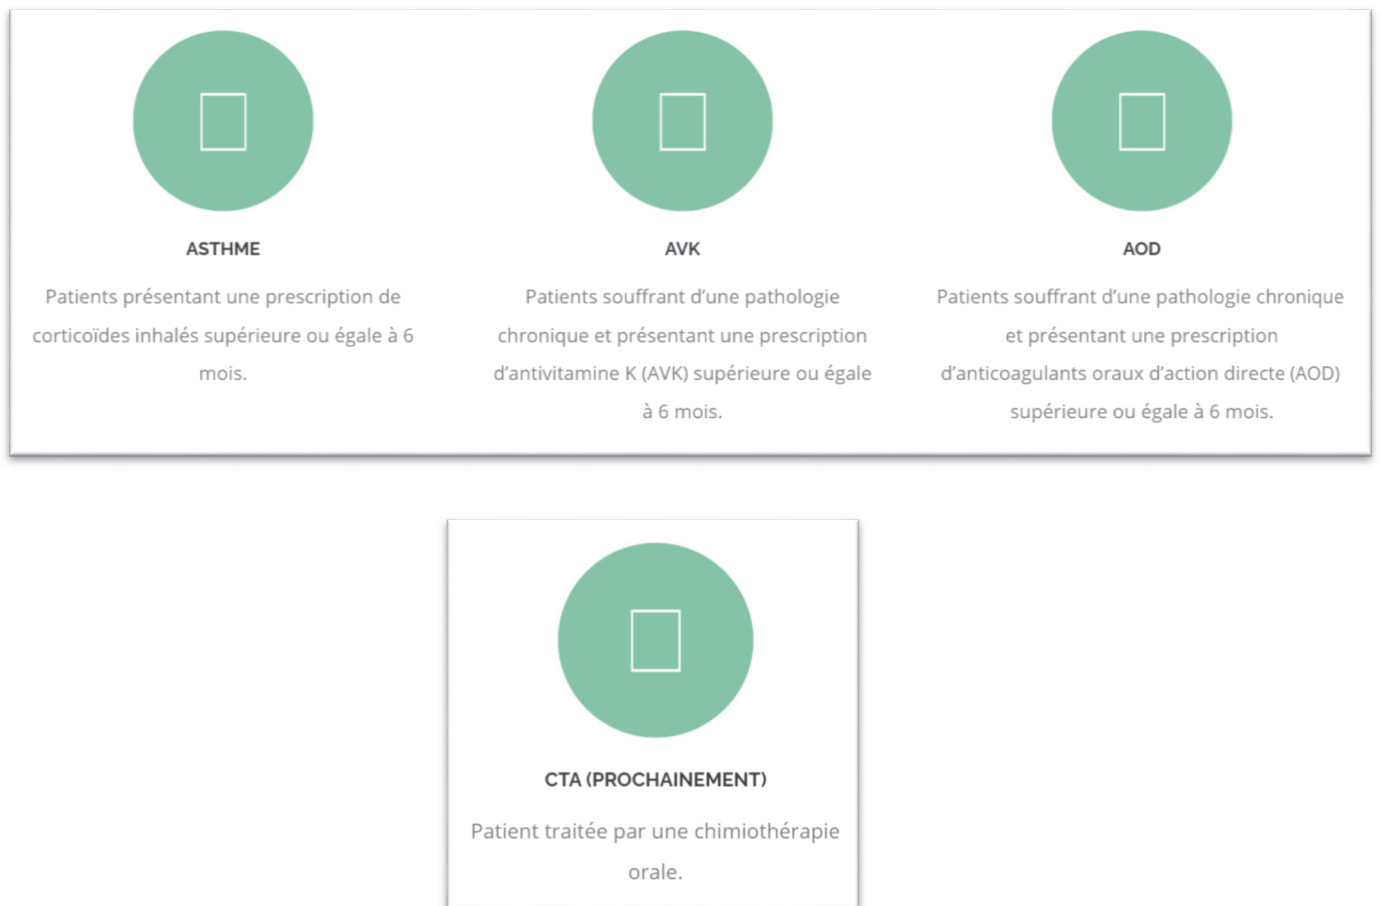 ASTHME
Patients présentant une prescription de
corticoïdes inhalés supérieure ou égale à 6
mois.
AVK
Patients souffrant d’une pathologie
chronique et présentant une prescription
d’antivitamine K (AVK) supérieure ou égale
à 6 mois.
AOD
Patients souffrant d’une pathologie chronique
et présentant une prescription
d’anticoagulants oraux d’action directe (AOD)
supérieure ou égale à 6 mois.
CTA (PROCHAINEMENT)
Patient traitée par une chimiothérapie
orale.